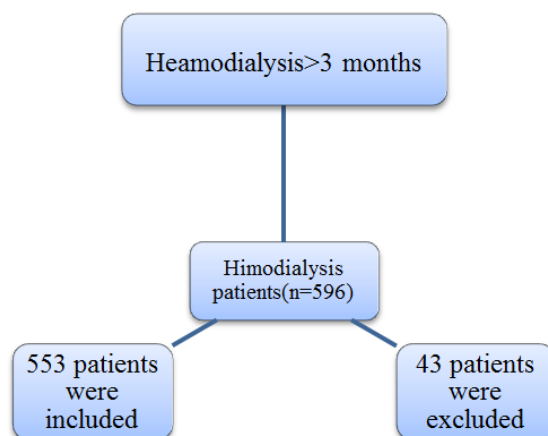 Heamodialysis>3 months
Himodialysis
patients(n=596)
553 patients
were
included
43 patients
were
excluded